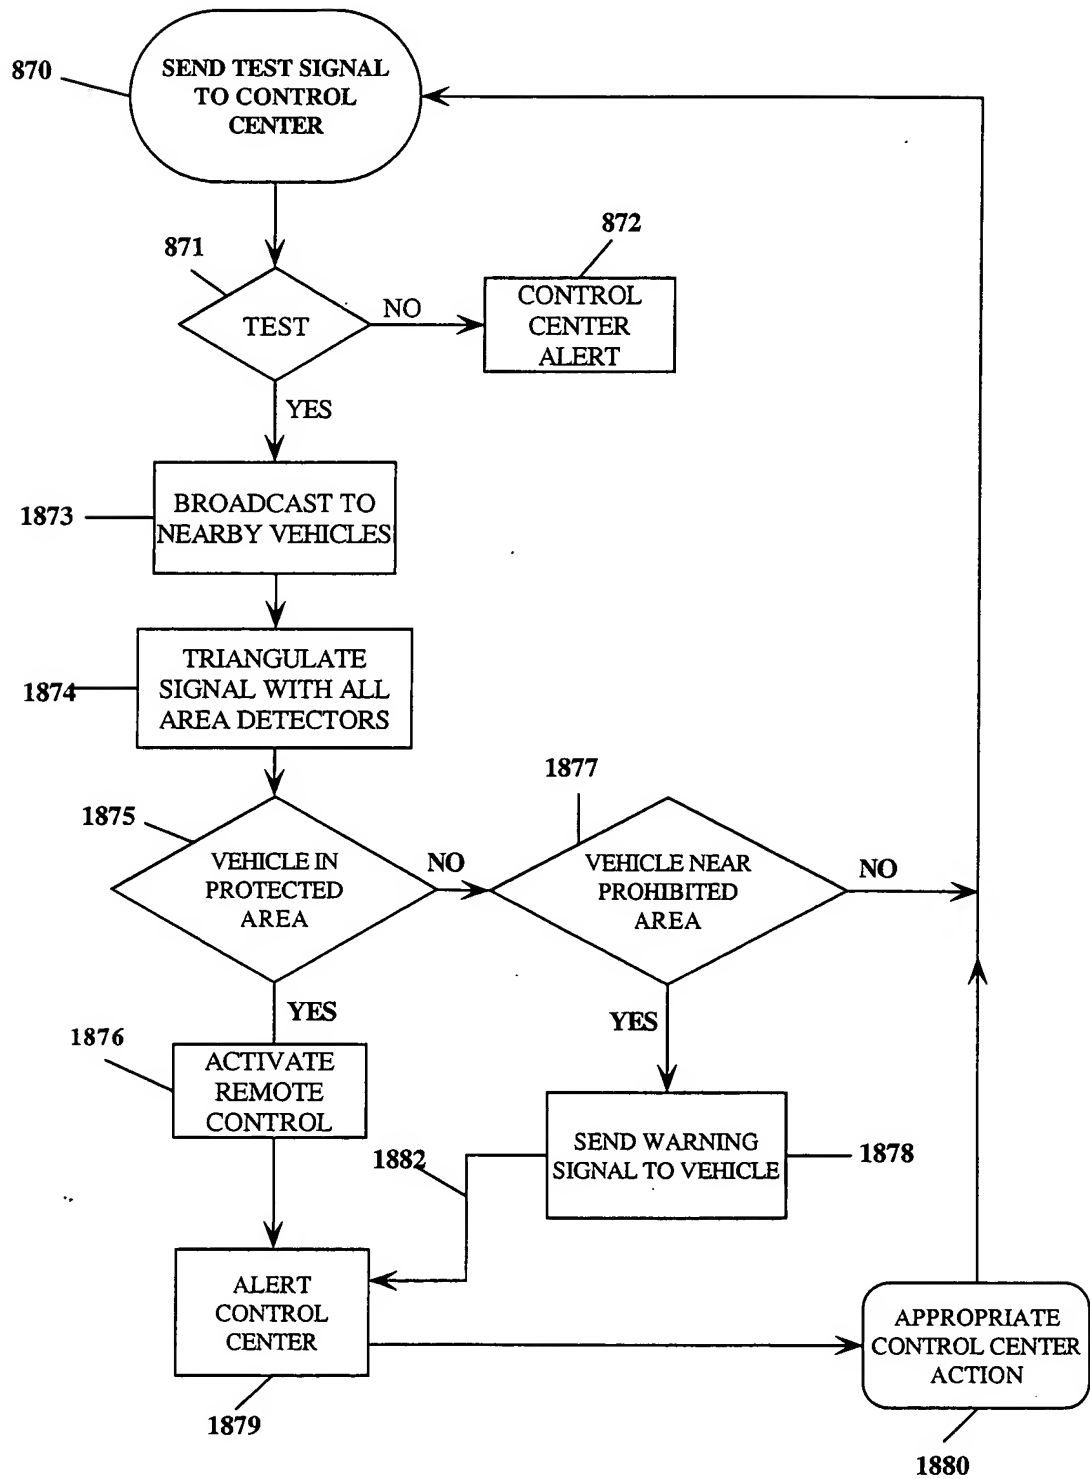 870
SEND TEST SIGNAL
TO CONTROL
CENTER
871
TEST
NO
872
CONTROL
CENTER
ALERT
YES
1873
BROADCAST TO
NEARBY VEHICLES
1874
TRIANGULATE
SIGNAL WITH ALL
AREA DETECTORS
1875
VEHICLE IN
PROTECTED
AREA
NO
1877
VEHICLE NEAR
PROHIBITED
AREA
NO
YES
YES
1876
ACTIVATE
REMOTE
CONTROL
1882
SEND WARNING
SIGNAL TO VEHICLE
1878
ALERT
CONTROL
CENTER
1879
APPROPRIATE
CONTROL CENTER
ACTION
1880